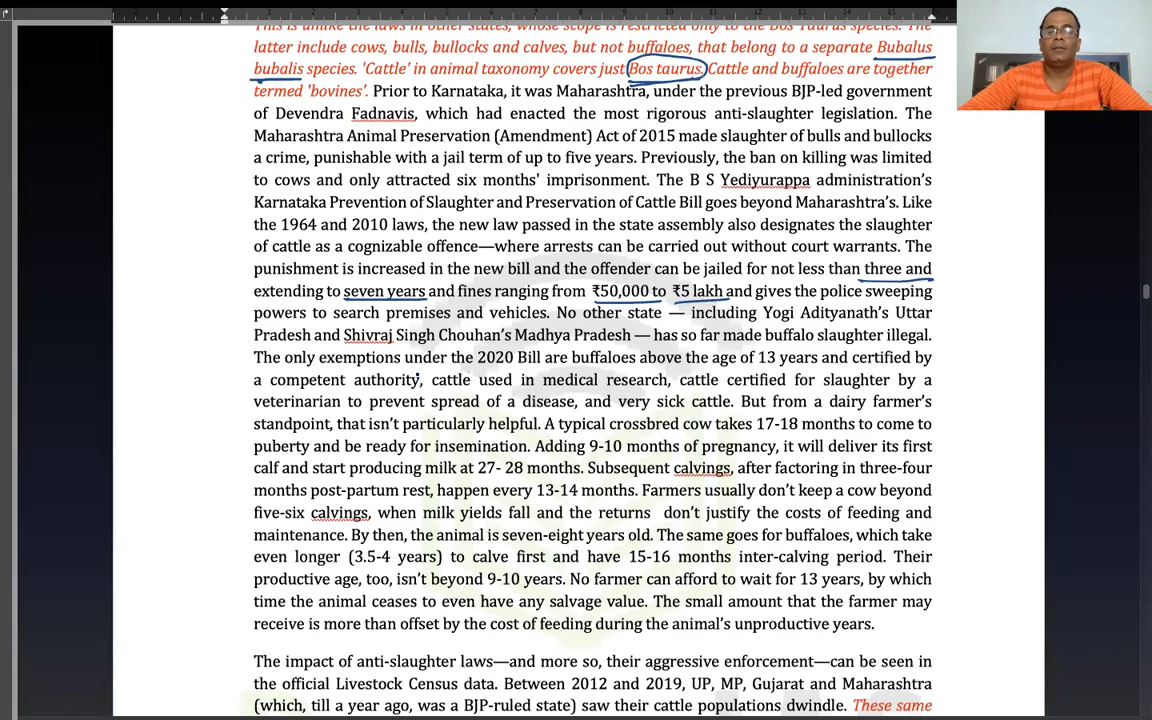 This is unlike the laws in other states, whose scope is restricted only to the Bos Taurus species. The
latter include cows, bulls, bullocks and calves, but not buffaloes, that belong to a separate Bubalus
bubalis species. 'Cattle' in animal taxonomy covers just Bos taurus. Cattle and buffaloes are together
termed 'bovines'. Prior to Karnataka, it was Maharashtra, under the previous BJP-led government
of Devendra Fadnavis, which had enacted the most rigorous anti-slaughter legislation. The
Maharashtra Animal Preservation (Amendment) Act of 2015 made slaughter of bulls and bullocks
a crime, punishable with a jail term of up to five years. Previously, the ban on killing was limited
to cows and only attracted six months' imprisonment. The B S Yediyurappa administration's
Karnataka Prevention of Slaughter and Preservation of Cattle Bill goes beyond Maharashtra's. Like
the 1964 and 2010 laws, the new law passed in the state assembly also designates the slaughter
of cattle as a cognizable offence—where arrests can be carried out without court warrants. The
punishment is increased in the new bill and the offender can be jailed for not less than three and
extending to seven years and fines ranging from ₹50,000 to ₹5 lakh and gives the police sweeping
powers to search premises and vehicles. No other state — including Yogi Adityanath's Uttar
Pradesh and Shivraj Singh Chouhan's Madhya Pradesh — has so far made buffalo slaughter illegal.
The only exemptions under the 2020 Bill are buffaloes above the age of 13 years and certified by
a competent authority, cattle used in medical research, cattle certified for slaughter by a
veterinarian to prevent spread of a disease, and very sick cattle. But from a dairy farmer's
standpoint, that isn't particularly helpful. A typical crossbred cow takes 17-18 months to come to
puberty and be ready for insemination. Adding 9-10 months of pregnancy, it will deliver its first
calf and start producing milk at 27- 28 months. Subsequent calvings, after factoring in three-four
months post-partum rest, happen every 13-14 months. Farmers usually don't keep a cow beyond
five-six calvings, when milk yields fall and the returns don't justify the costs of feeding and
maintenance. By then, the animal is seven-eight years old. The same goes for buffaloes, which take
even longer (3.5-4 years) to calve first and have 15-16 months inter-calving period. Their
productive age, too, isn't beyond 9-10 years. No farmer can afford to wait for 13 years, by which
time the animal ceases to even have any salvage value. The small amount that the farmer may
receive is more than offset by the cost of feeding during the animal's unproductive years.
The impact of anti-slaughter laws—and more so, their aggressive enforcement—can be seen in
the official Livestock Census data. Between 2012 and 2019, UP, MP, Gujarat and Maharashtra
(which, till a year ago, was a BJP-ruled state) saw their cattle populations dwindle. These same